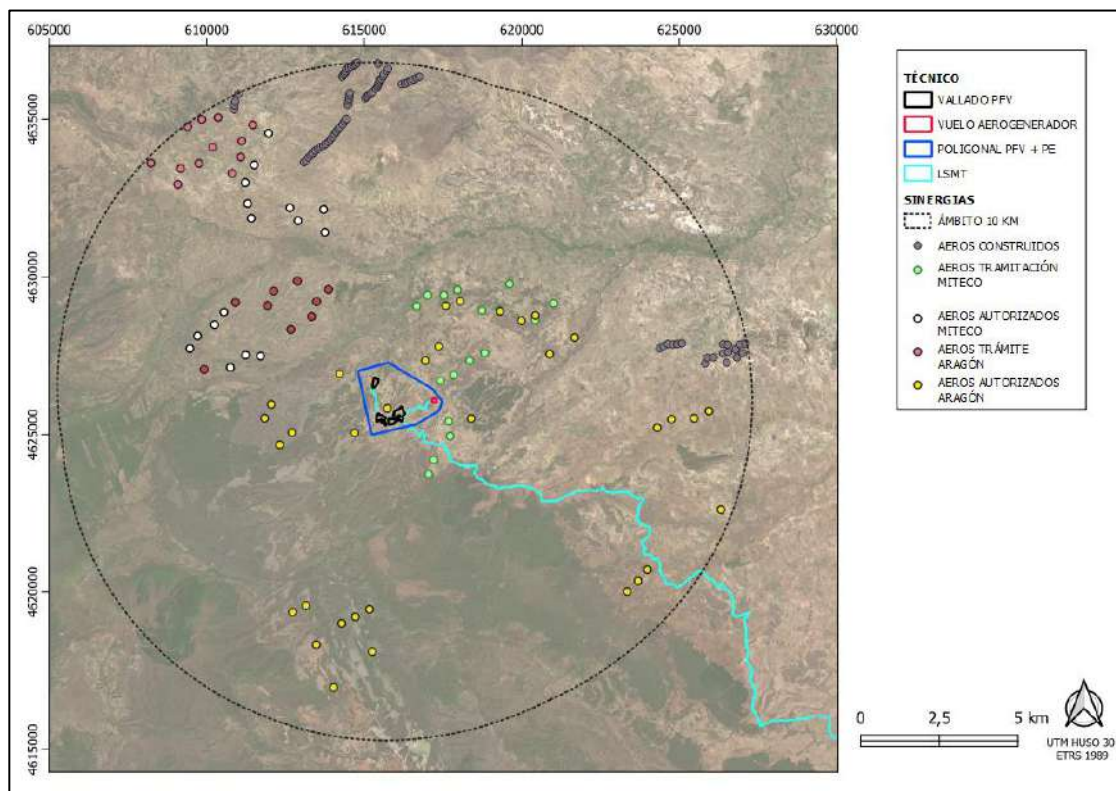 605000 610000 615000 620000 625000 630000
4635000
4630000
4625000
4620000
4615000
TÉCNICO
VALLADO PFV
VUELO AEROGENERADOR
POLIGONAL PFV + PE
LSMT
SINERGIAS
ÁMBITO 10 KM
AEROS CONSTRUIDOS
AEROS TRAMITACIÓN
MITECO
AEROS AUTORIZADOS
MITECO
AEROS TRÁMITE
ARAGÓN
AEROS AUTORIZADOS
ARAGÓN
0 2,5 5 km
UTM HUSO 30
ETRS 1989